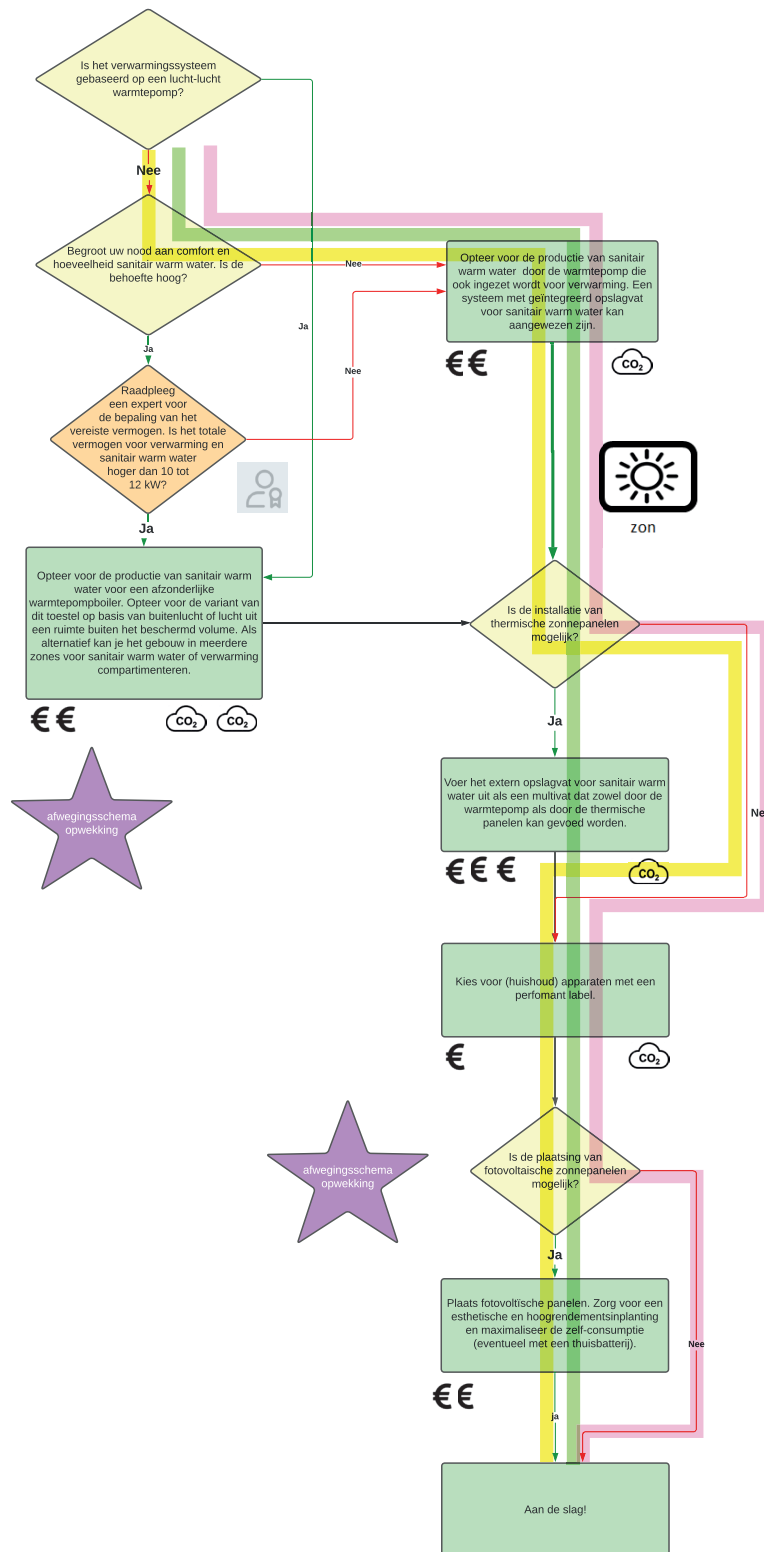 Is het verwarmingssysteem
gebaseerd op een lucht-lucht
warmtepomp?
Nee
Begroot uw nood aan comfort en
hoeveelheid sanitair warm water. Is de
behoefte hoog?
Nee
Opteer voor de productie van sanitair
warm water door de warmtepomp die
ook ingezet wordt voor verwarming. Een
systeem met geïntegreerd opslagvat
voor sanitair warm water kan
aangewezen zijn.
Ja
Ja
€€
CO2
Nee
Raadpleeg
een expert voor
de bepaling van het
vereiste vermogen. Is het totale
vermogen voor verwarming en
sanitair warm water
hoger dan 10 tot
12 kW?
zon
Ja
Opteer voor de productie van sanitair warm
water voor een afzonderlijke
warmtepompboiler. Opteer voor de variant van
dit toestel op basis van buitenlucht of lucht uit
een ruimte buiten het beschermd volume. Als
alternatief kan je het gebouw in meerdere
zones voor sanitair warm water of verwarming
compartimenteren.
€€
CO2 CO2
Is de installatie van
thermische zonnepanelen
mogelijk?
Ja
afwegingsschema
opwekking
Voer het extern opslagvat voor sanitair warm
water uit als een multivat dat zowel door de
warmtepomp als door de thermische
panelen kan gevoed worden.
Ne
€€€
CO2
Kies voor (huishoud) apparaten met een
perfomant label.
€
CO2
afwegingsschema
opwekking
Is de plaatsing van
fotovoltaische zonnepanelen
mogelijk?
Ja
Plaats fotovoltïsche panelen. Zorg voor een
esthetische en hoogrendementsinplanting
en maximaliseer de zelf-consumptie
(eventueel met een thuisbatterij).
Nee
€€
ja
Aan de slag!